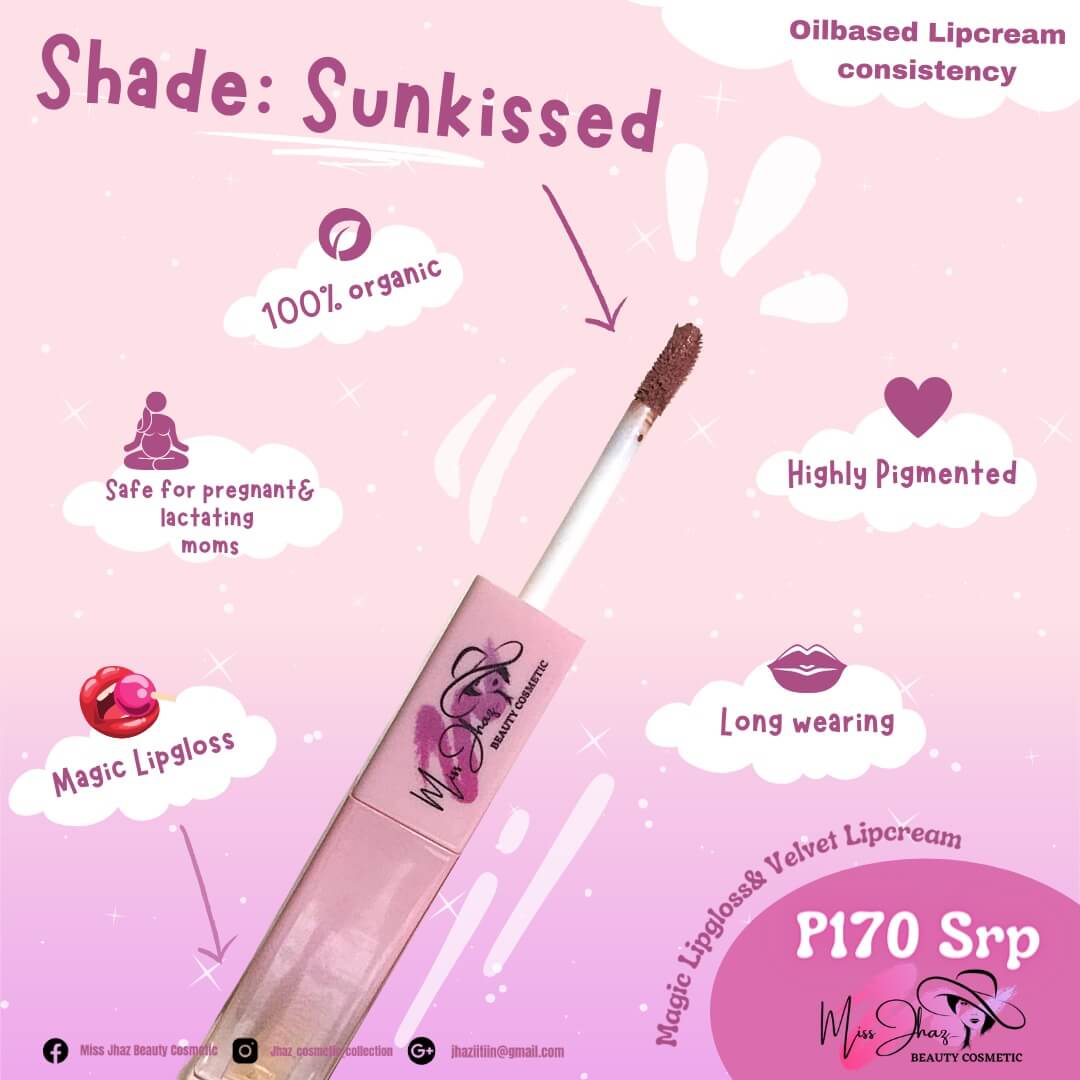 Oilbased Lipcream
consistency
Shade: Sunkissed
100% organic
Safe for pregnant&
lactating
moms
Highly Pigmented
Magic Lipgloss
Long wearing
Miss Jhaz
BEAUTY COSMETIC
Magic Lipgloss& Velvet Lipcream
P170 Srp
Miss Jhaz
BEAUTY COSMETIC
Miss Jhaz Beauty Cosmetic
Jhaz_cosmetic_collection
G+
jhaziitiin@gmail.com